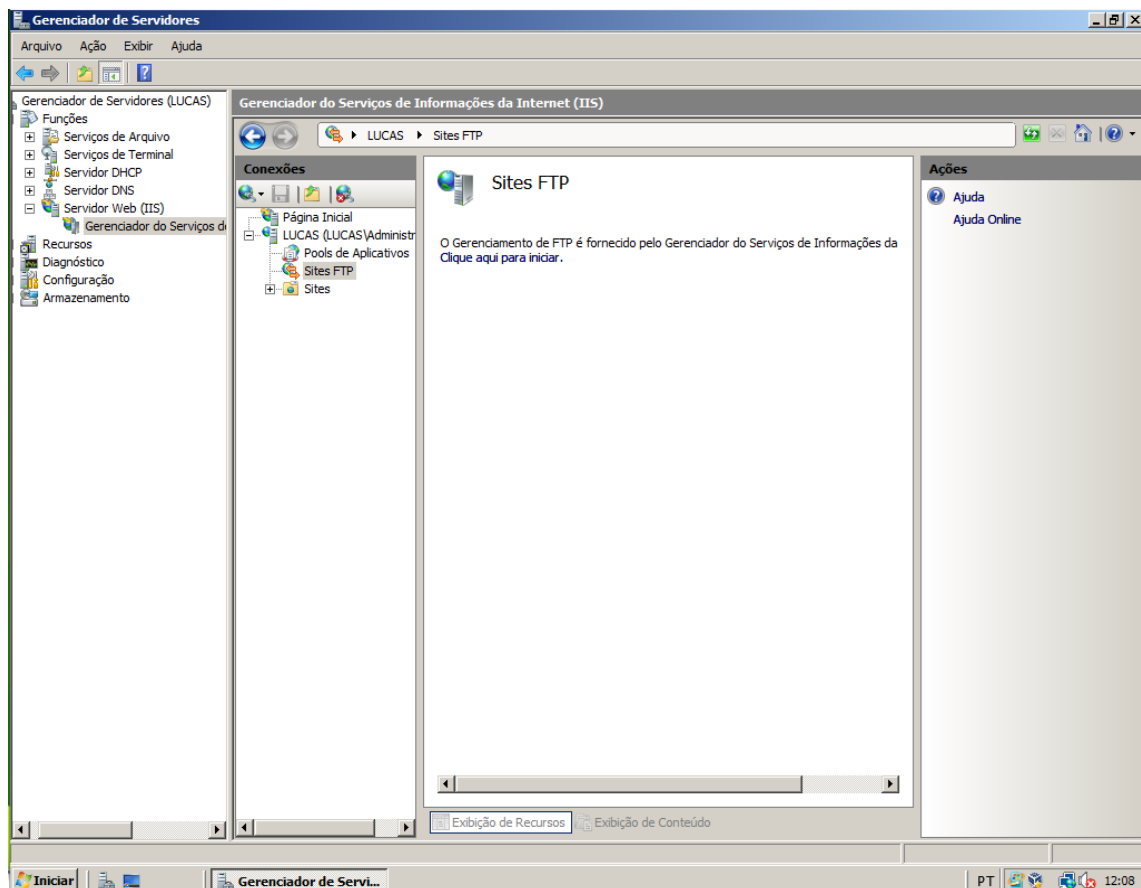 Gerenciador de Servidores
Arquivo Ação Exibir Ajuda
Gerenciador de Servidores (LUCAS)
Funções
Serviços de Arquivo
Serviços de Terminal
Servidor DHCP
Servidor DNS
Servidor Web (IIS)
Gerenciador do Serviços d
Recursos
Diagnóstico
Configuração
Armazenamento
Gerenciador do Serviços de Informações da Internet (IIS)
LUCAS Sites FTP
Conexões
Página Inicial
LUCAS (LUCAS\Administr
Pools de Aplicativos
Sites FTP
Sites
Sites FTP
O Gerenciamento de FTP é fornecido pelo Gerenciador do Serviços de Informações da
Clique aqui para iniciar.
Exibição de Recursos Exibição de Conteúdo
Ações
Ajuda
Ajuda Online
Iniciar Gerenciador de Servi... PT 12:08